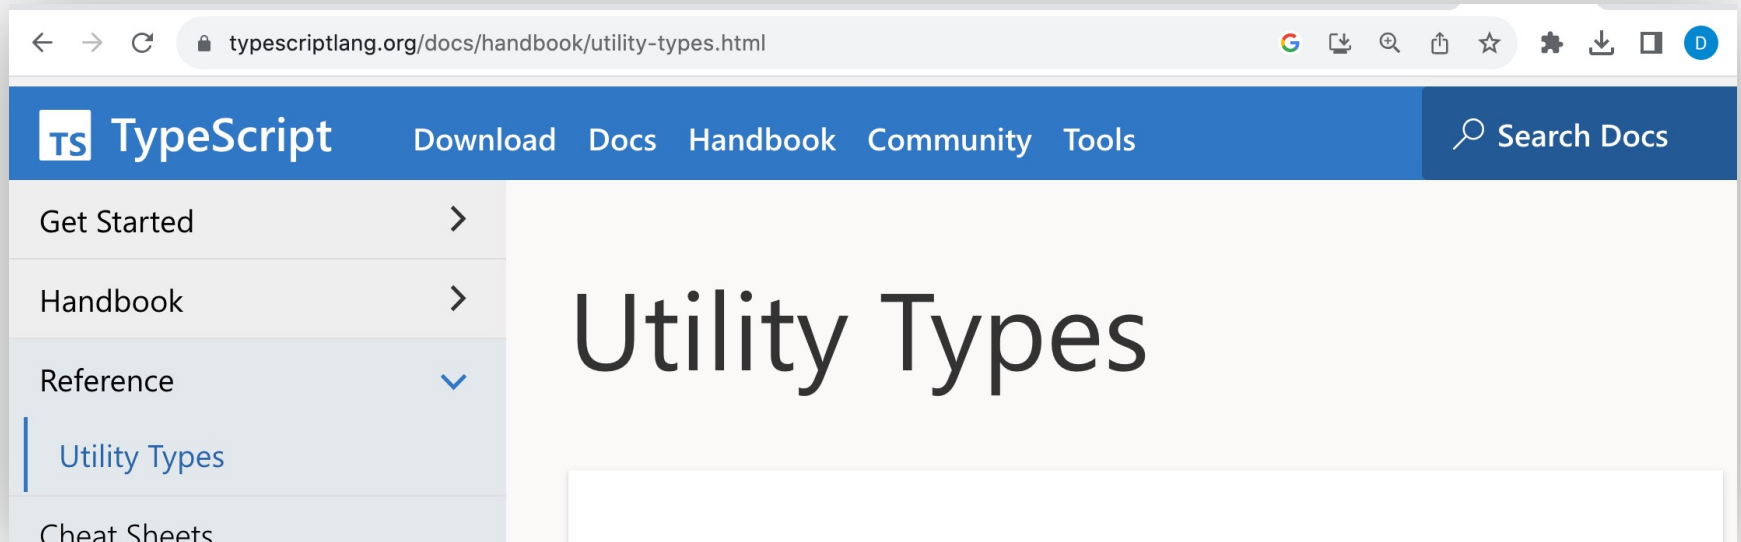 typescriptlang.org/docs/handbook/utility-types.html
D
TS TypeScript Download Docs Handbook Community Tools Search Docs
Get Started
Handbook
Utility Types
Reference
Utility Types
Cheat Sheets